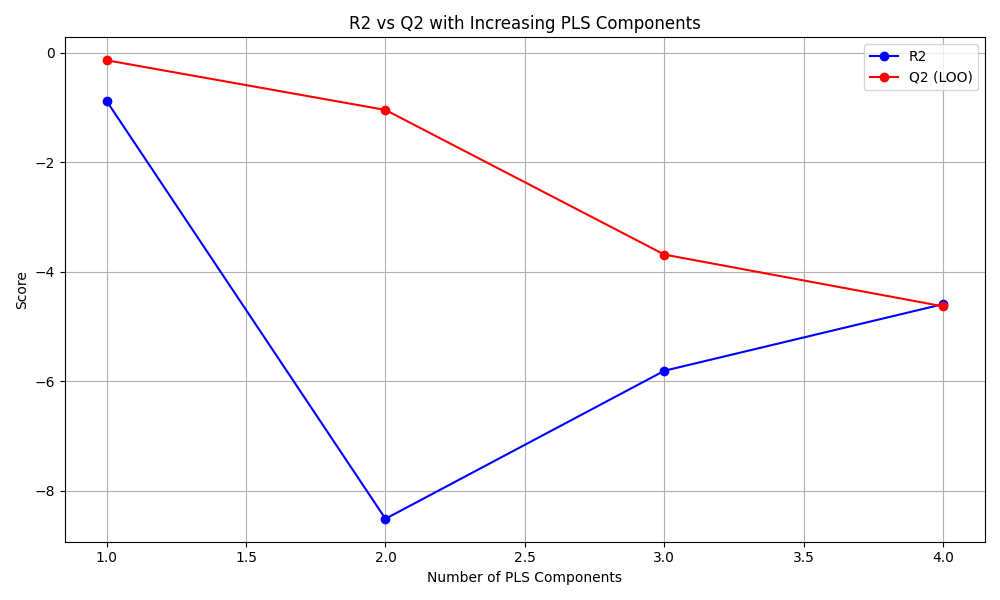 R2 vs Q2 with Increasing PLS Components
R2
Q2 (LOO)
0
−2
−4
−6
−8
Score
1.0 1.5 2.0 2.5 3.0 3.5 4.0
Number of PLS Components